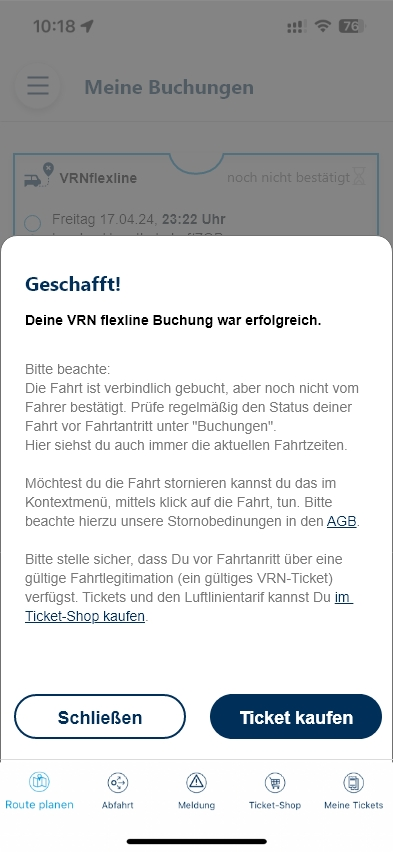 10:18
76
Meine Buchungen
VRNflexline
noch nicht bestätigt
Freitag 17.04.24, 23:22 Uhr
Geschafft!
Deine VRN flexline Buchung war erfolgreich.
Bitte beachte:
Die Fahrt ist verbindlich gebucht, aber noch nicht vom
Fahrer bestätigt. Prüfe regelmäßig den Status deiner
Fahrt vor Fahrtantritt unter "Buchungen".
Hier siehst du auch immer die aktuellen Fahrtzeiten.
Möchtest du die Fahrt stornieren kannst du das im
Kontextmenü, mittels klick auf die Fahrt, tun. Bitte
beachte hierzu unsere Stornobedinungen in den AGB.
Bitte stelle sicher, dass Du vor Fahrtanritt über eine
gültige Fahrtlegitimation (ein gültiges VRN-Ticket)
verfügst. Tickets und den Luftlinientarif kannst Du im
Ticket-Shop kaufen.
Schließen
Ticket kaufen
Route planen
Abfahrt
Meldung
Ticket-Shop
Meine Tickets